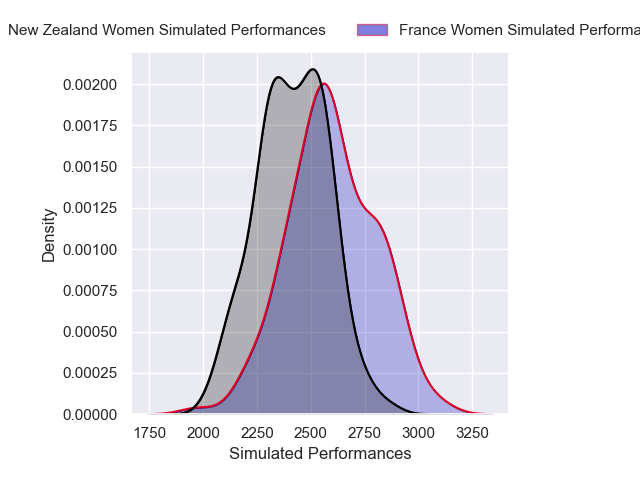 New Zealand Women Simulated Performances
France Women Simulated Performa
0.00200
0.00175
0.00150
0.00125
0.00100
0.00075
0.00050
0.00025
0.00000
Density
1750 2000 2250 2500 2750 3000 3250
Simulated Performances